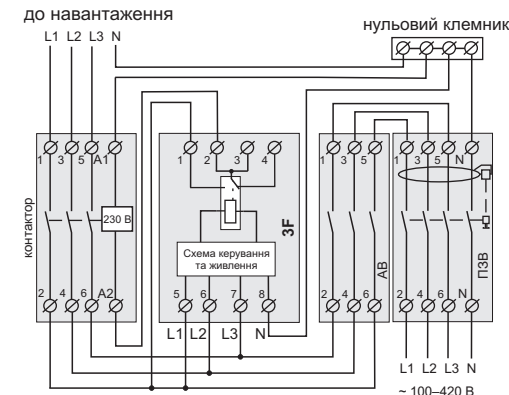 до навантаження
нульовий клемник
L1 L2 L3 N
1 3 5 A1
1 2 3 4
1 3 5
1 3 5 N
контактор
230 В
3F
Схема керування
та живлення
АВ
ПЗВ
2 4 6 A2
5 6 7 8
2 4 6
2 4 6 N
L1 L2 L3 N
L1 L2 L3 N
~ 100–420 В